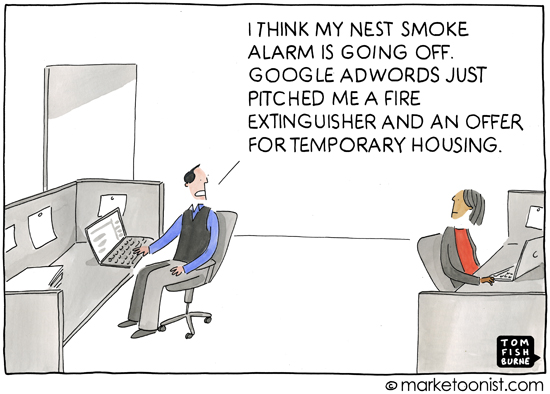 I THINK MY NEST SMOKE
ALARM IS GOING OFF.
GOOGLE ADWORDS JUST
PITCHED ME A FIRE
EXTINGUISHER AND AN OFFER
FOR TEMPORARY HOUSING.
TOM
FISH
BURNE
© marketoonist.com